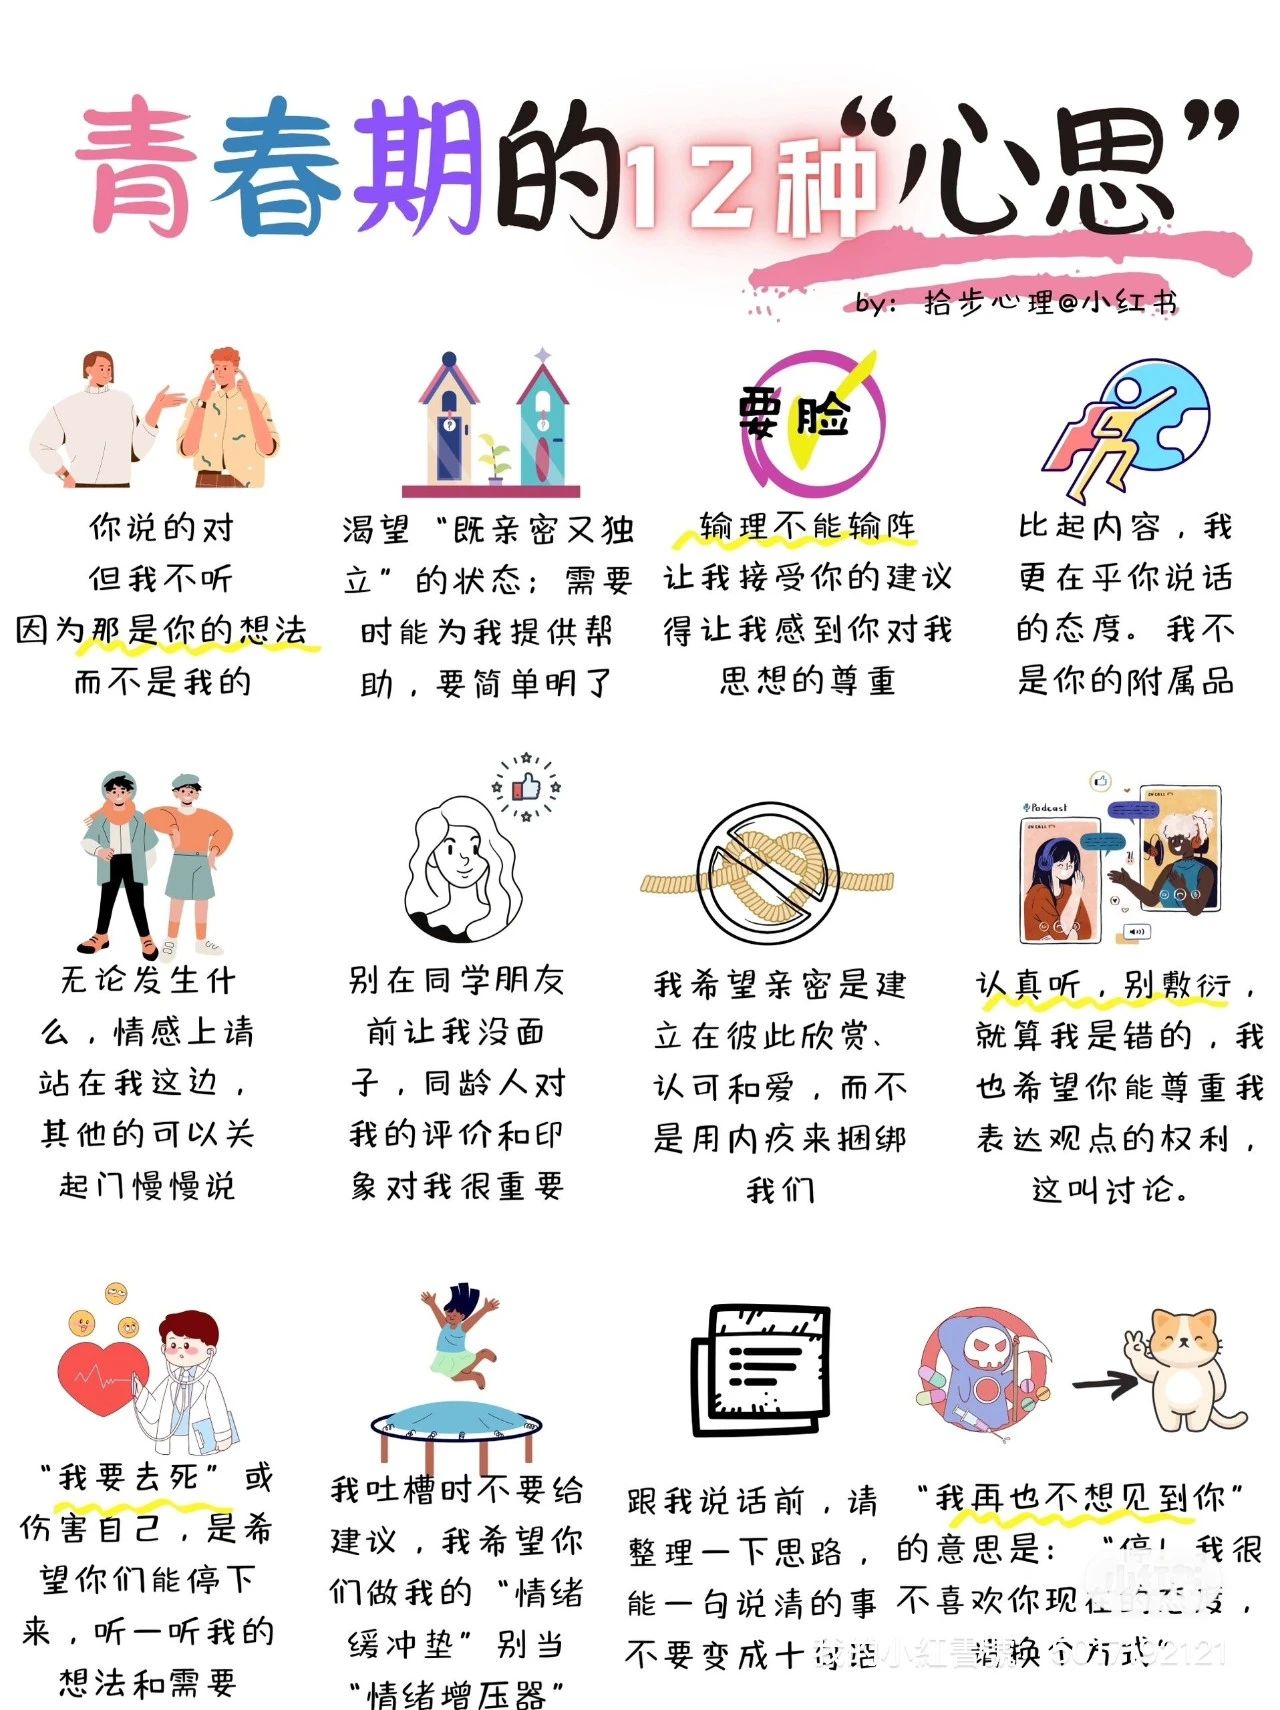 青春期的12种“心思”
by：拾步心理@小红书
你说的对
但我不听
因为那是你的想法
而不是我的
渴望“既亲密又独
立”的状态；需要
时能为我提供帮
助，要简单明了
要脸
输理不能输阵
让我接受你的建议
得让我感到你对我
思想的尊重
比起内容，我
更在乎你说话
的态度。我不
是你的附属品
无论发生什
么，情感上请
站在我这边，
其他的可以关
起门慢慢说
别在同学朋友
前让我没面
子，同龄人对
我的评价和印
象对我很重要
我希望亲密是建
立在彼此欣赏、
认可和爱，而不
是用内疚来捆绑
我们
Podcast
ON CALL
ON CALL
认真听，别敷衍，
就算我是错的，我
也希望你能尊重我
表达观点的权利，
这叫讨论。
“我要去死”或
伤害自己，是希
望你们能停下
来，听一听我的
想法和需要
我吐槽时不要给
建议，我希望你
们做我的“情绪
缓冲垫”别当
“情绪增压器”
跟我说话前，请
整理一下思路，
能一句说清的事
不要变成十句话
“我再也不想见到你”
的意思是：“停！我很
不喜欢你现在的态度，
请换个方式”
小红书